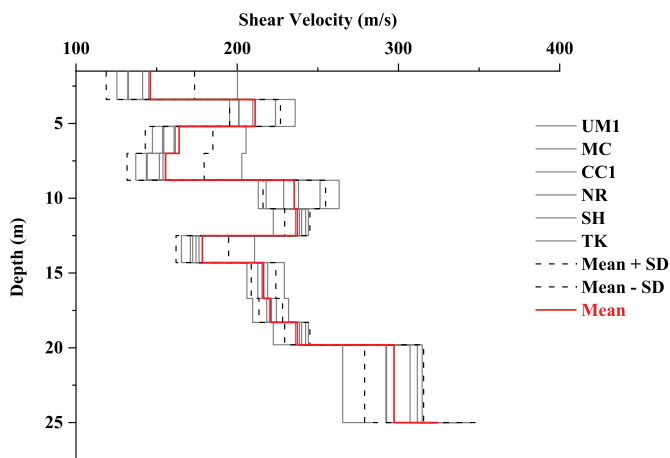 Shear Velocity (m/s)
100 200 300 400
5
10
15
20
25
Depth (m)
UM1
MC
CC1
NR
SH
TK
Mean + SD
Mean - SD
Mean